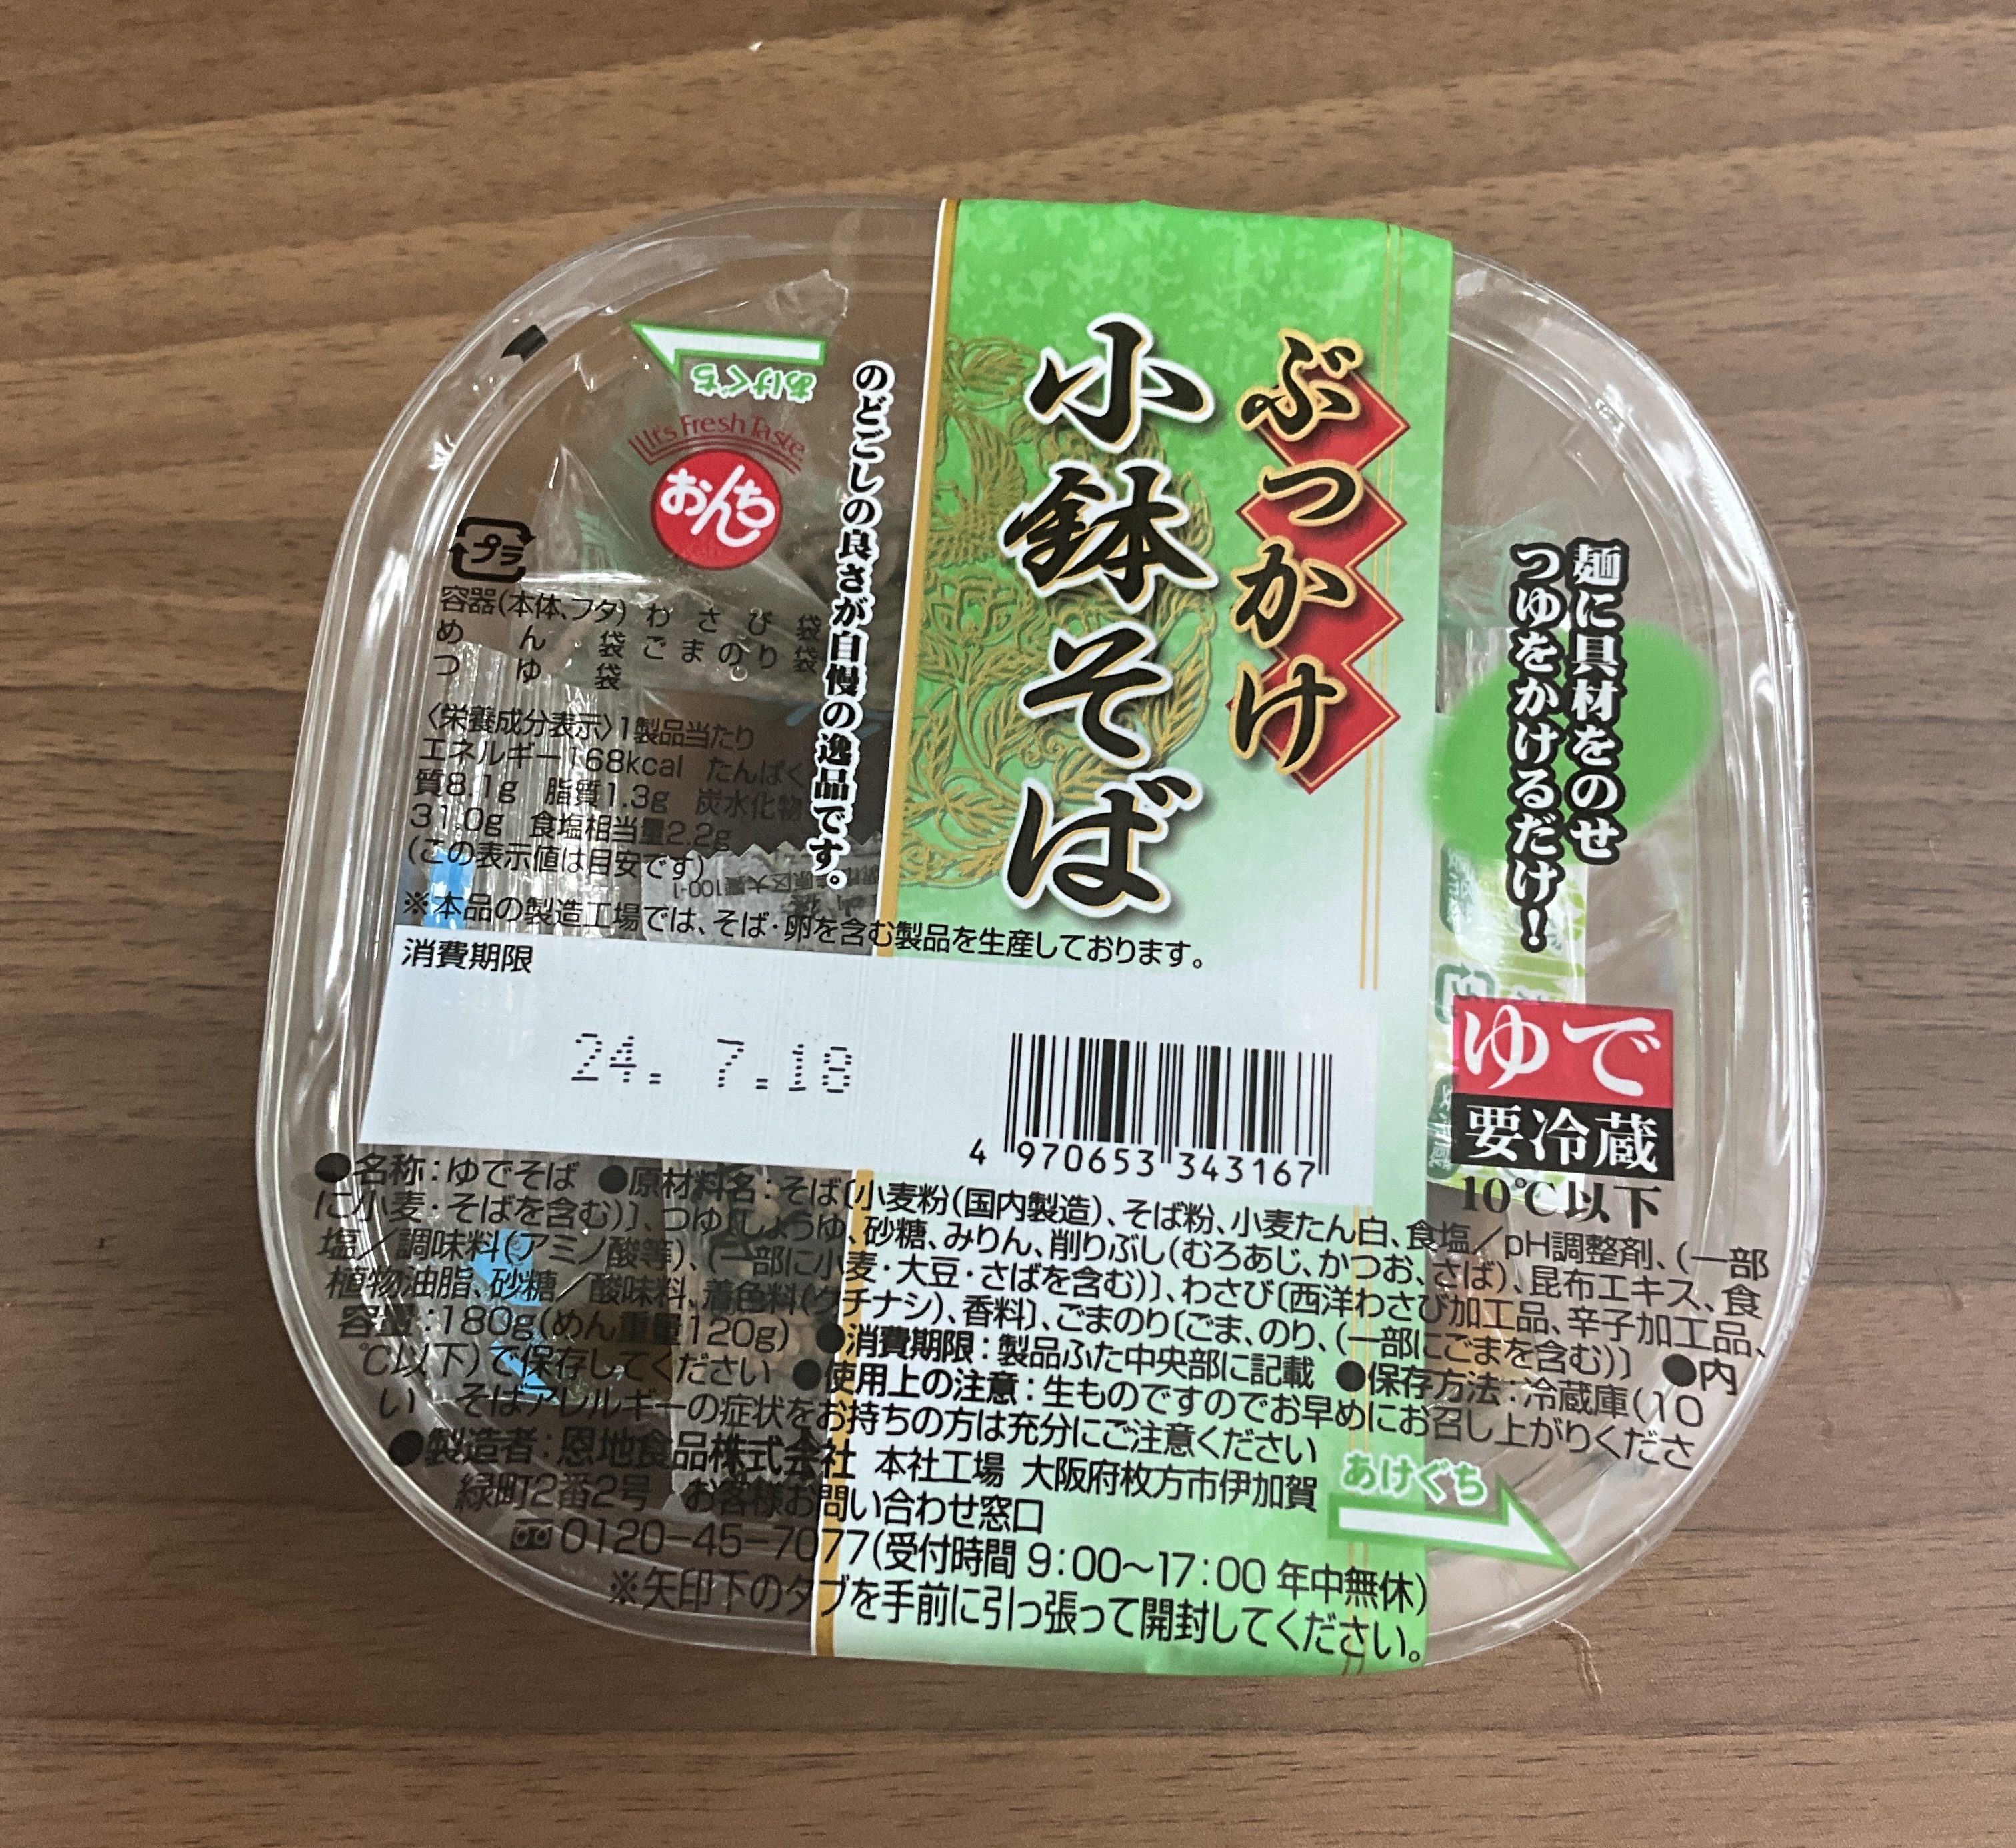 ぶっかけ
小鉢そば
麺に具材をのせ
つゆをかけるだけ!
のどごしの良さが自慢の逸品です。
あけぐち
It's Fresh Taste
おんち
プラ
容器(本体、フタ) わさび袋
めん袋 ごまのり袋
つゆ袋
〈栄養成分表示〉1製品当たり
エネルギー168kcal たんぱく
質8.1g 脂質1.3g 炭水化物
31.0g 食塩相当量2.2g
(この表示値は目安です)
※本品の製造工場では、そば・卵を含む製品を生産しております。
消費期限
24. 7.18
4 970653 343167
ゆで
要冷蔵
10℃以下
●名称:ゆでそば ●原材料名:そば〔小麦粉(国内製造)、そば粉、小麦たん白、食塩/pH調整剤、(一部
に小麦・そばを含む)〕、つゆ〔しょうゆ、砂糖、みりん、削りぶし(むろあじ、かつお、さば)、昆布エキス、食
塩/調味料(アミノ酸等)、(一部に小麦・大豆・さばを含む)〕、わさび〔西洋わさび加工品、辛子加工品、
植物油脂、砂糖/酸味料、着色料(クチナシ)、香料〕、ごまのり〔ごま、のり、(一部にごまを含む)〕 ●内
容量:180g(めん重量120g) ●消費期限:製品ふた中央部に記載 ●保存方法:冷蔵庫(10
℃以下)で保存してください ●使用上の注意:生ものですのでお早めにお召し上がりくださ
い そばアレルギーの症状をお持ちの方は充分にご注意ください
●製造者:恩地食品株式会社 本社工場 大阪府枚方市伊加賀
緑町2番2号 お客様お問い合わせ窓口
0120-45-7077(受付時間 9:00~17:00 年中無休)
※矢印下のタブを手前に引っ張って開封してください。
あけぐち